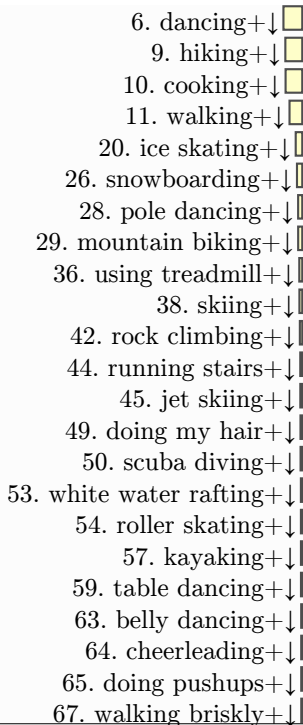 6. dancing+↓
9. hiking+↓
10. cooking+↓
11. walking+↓
20. ice skating+↓
26. snowboarding+↓
28. pole dancing+↓
29. mountain biking+↓
36. using treadmill+↓
38. skiing+↓
42. rock climbing+↓
44. running stairs+↓
45. jet skiing+↓
49. doing my hair+↓
50. scuba diving+↓
53. white water rafting+↓
54. roller skating+↓
57. kayaking+↓
59. table dancing+↓
63. belly dancing+↓
64. cheerleading+↓
65. doing pushups+↓
67. walking briskly+↓